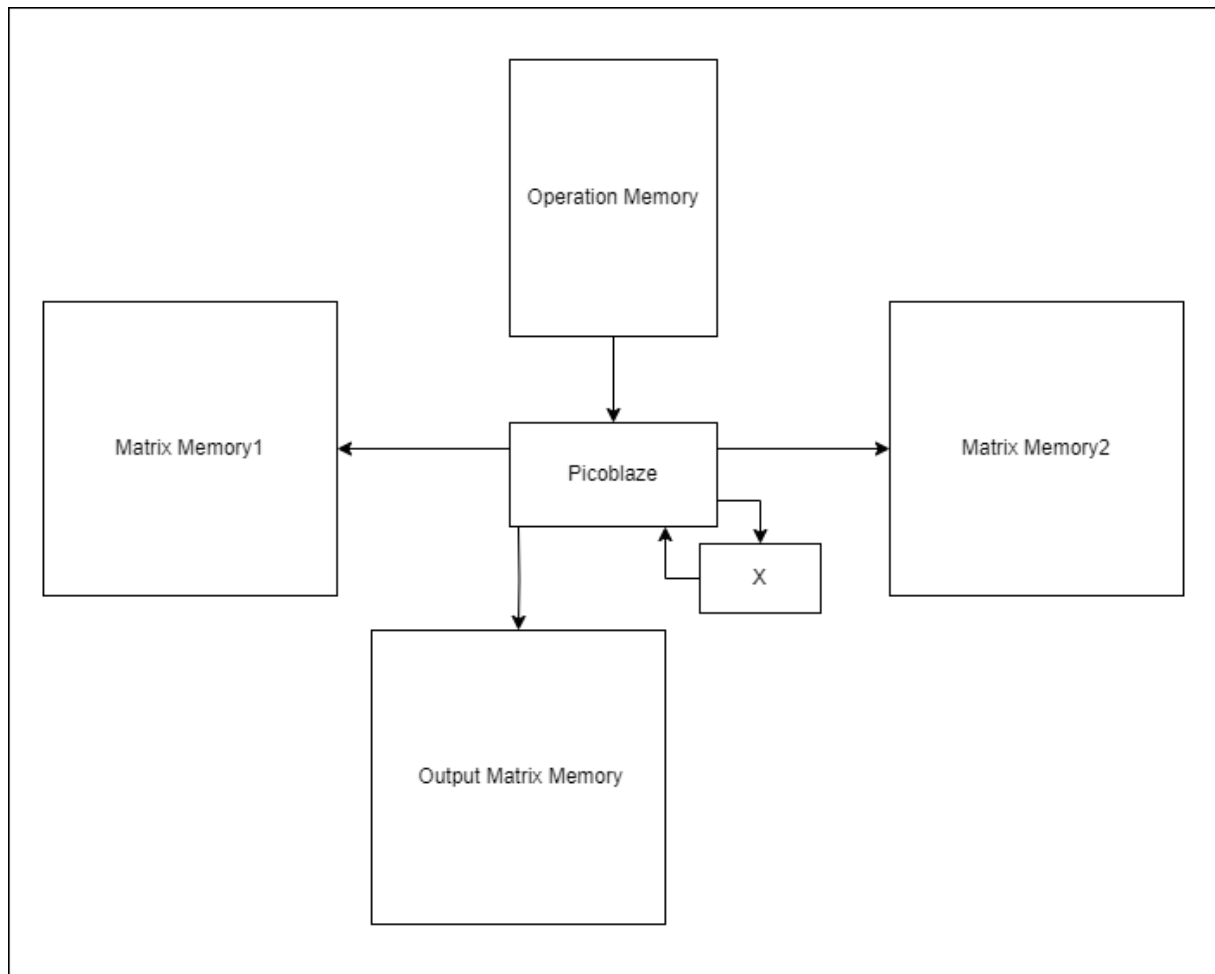 Operation Memory
Matrix Memory1
Picoblaze
Matrix Memory2
X
Output Matrix Memory